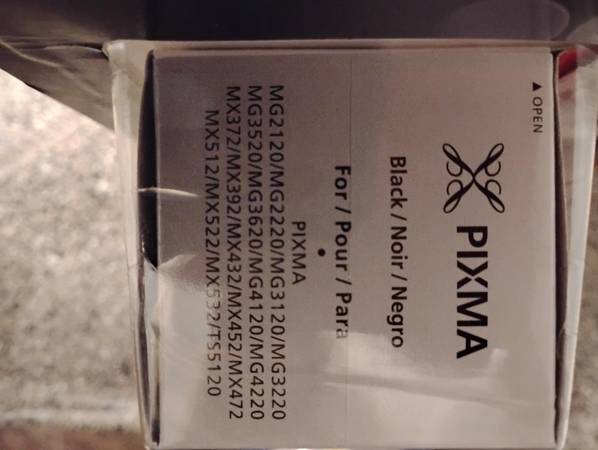 ▲ OPEN
PIXMA
Black / Noir / Negro
For / Pour / Para
•
PIXMA
MG2120/MG2220/MG3120/MG3220
MG3520/MG3620/MG4120/MG4220
MX372/MX392/MX432/MX452/MX472
MX512/MX522/MX532/TS5120